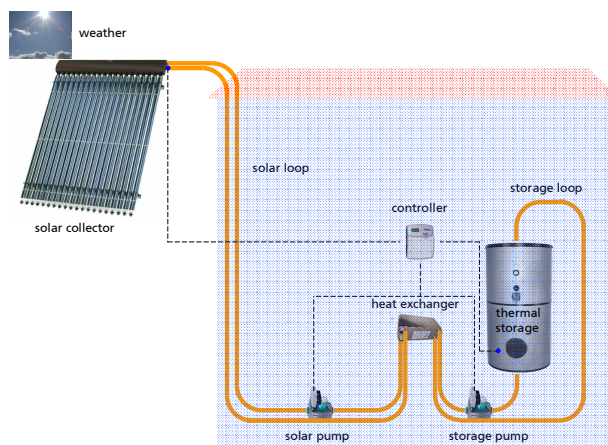 weather
solar loop
storage loop
controller
solar collector
heat exchanger
thermal
storage
solar pump
storage pump